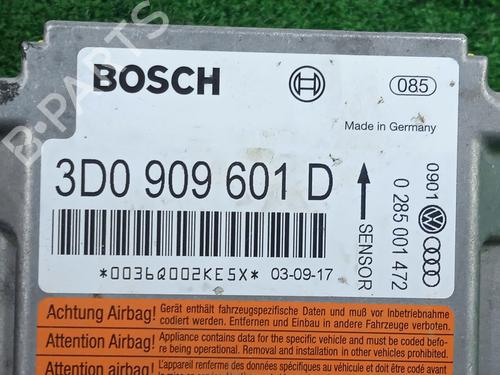 BOSCH
085
Made in Germany
3D0 909 601 D
SENSOR
0 285 001 472
0901
*0036Q002KE5X* 03-09-17
Achtung Airbag! Gerät enthält fahrzeugspezifische Daten und muß vor Inbetriebnahme
codiert werden. Entfernen und Einbau in andere Fahrzeuge verboten.
Attention Airbag! Appliance contains data for the specific vehicle and must be coded before
being operational. Removal and installation in other vehicles prohibited.
Attention Airbag! L'appareil renferme des données spécifiques au véhicule et doit être codé avant
B-PARTS